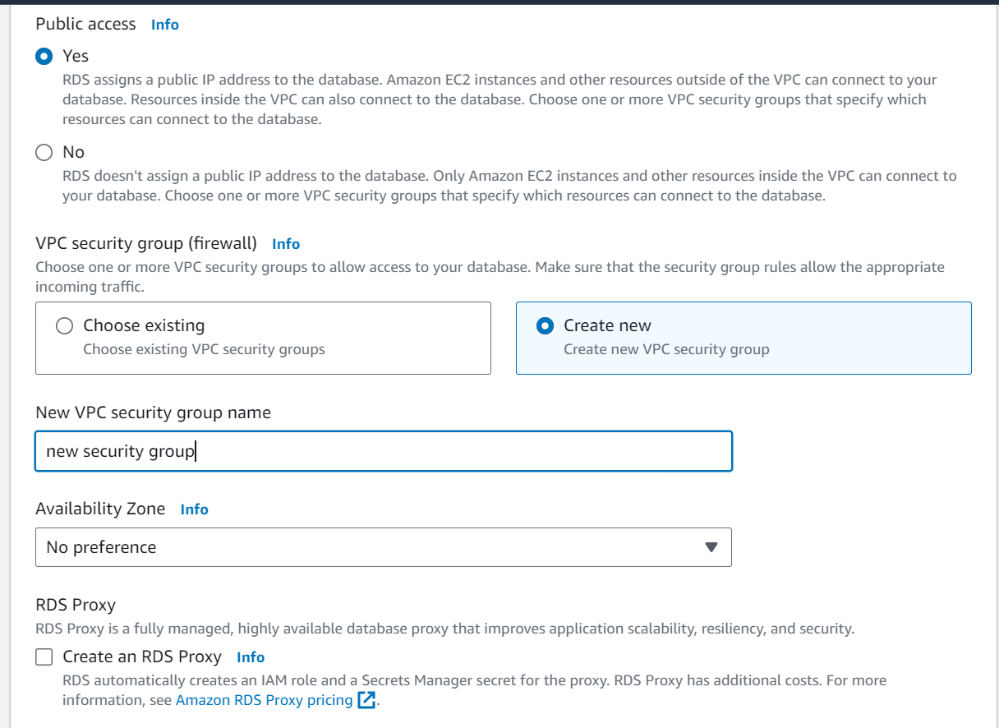 Public access Info
Yes
RDS assigns a public IP address to the database. Amazon EC2 instances and other resources outside of the VPC can connect to your
database. Resources inside the VPC can also connect to the database. Choose one or more VPC security groups that specify which
resources can connect to the database.
No
RDS doesn't assign a public IP address to the database. Only Amazon EC2 instances and other resources inside the VPC can connect to
your database. Choose one or more VPC security groups that specify which resources can connect to the database.
VPC security group (firewall) Info
Choose one or more VPC security groups to allow access to your database. Make sure that the security group rules allow the appropriate
incoming traffic.
Choose existing
Choose existing VPC security groups
Create new
Create new VPC security group
New VPC security group name
new security group
Availability Zone Info
No preference
RDS Proxy
RDS Proxy is a fully managed, highly available database proxy that improves application scalability, resiliency, and security.
Create an RDS Proxy Info
RDS automatically creates an IAM role and a Secrets Manager secret for the proxy. RDS Proxy has additional costs. For more
information, see Amazon RDS Proxy pricing.